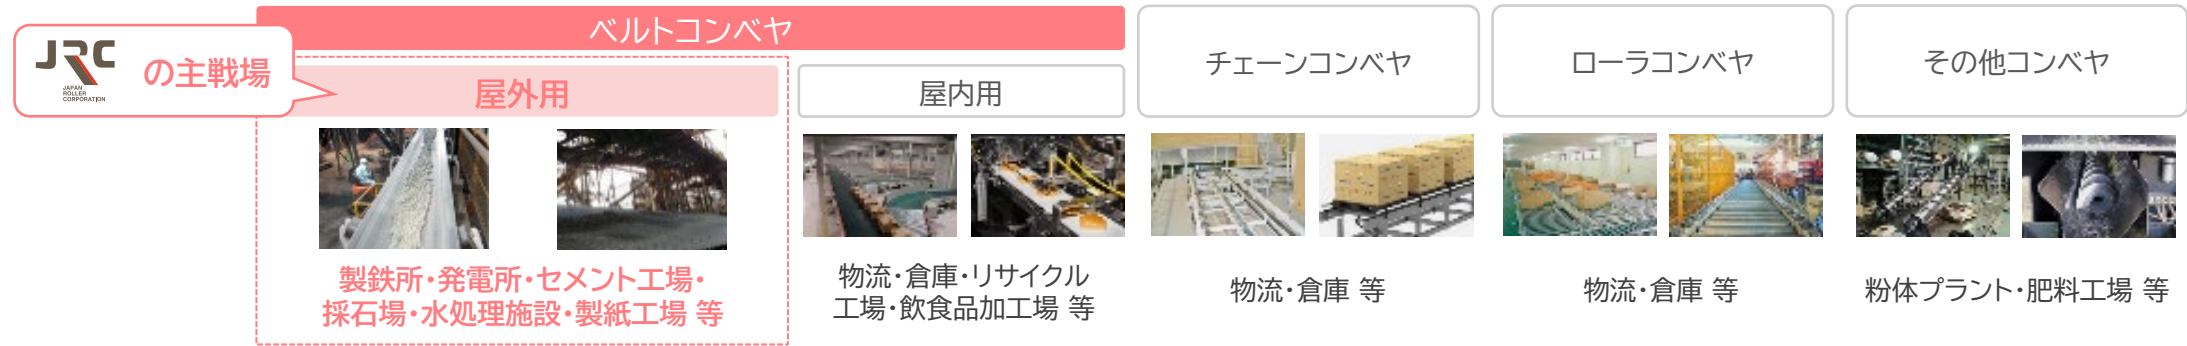 ベルトコンベヤ
JRC
JAPAN
ROLLER
CORPORATION
の主戦場
屋外用
屋内用
チェーンコンベヤ
ローラコンベヤ
その他コンベヤ
製鉄所・発電所・セメント工場・
採石場・水処理施設・製紙工場 等
物流・倉庫・リサイクル
工場・飲食品加工場 等
物流・倉庫 等
物流・倉庫 等
粉体プラント・肥料工場 等